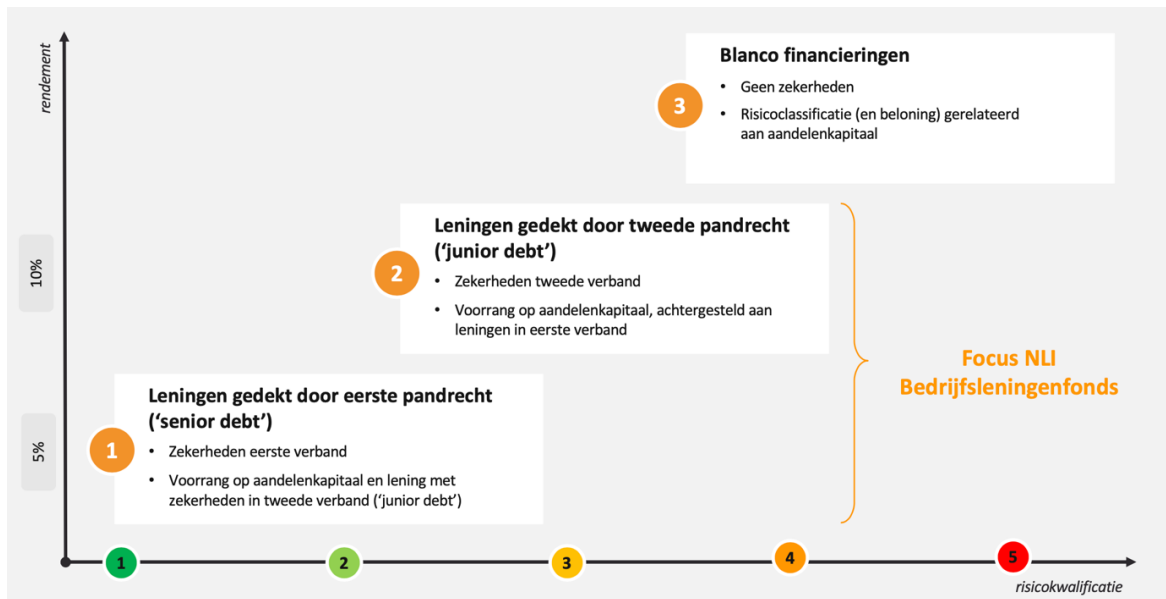 rendement
Blanco financieringen
• Geen zekerheden
3
• Risicoclassificatie (en beloning) gerelateerd
aan aandelenkapitaal
Leningen gedekt door tweede pandrecht
('junior debt')
10%
2
• Zekerheden tweede verband
• Voorrang op aandelenkapitaal, achtergesteld aan
leningen in eerste verband
Focus NLI
Bedrijfsleningenfonds
Leningen gedekt door eerste pandrecht
('senior debt')
5%
1
• Zekerheden eerste verband
• Voorrang op aandelenkapitaal en lening met
zekerheden in tweede verband ('junior debt')
1
2
3
4
5
risicokwalificatie